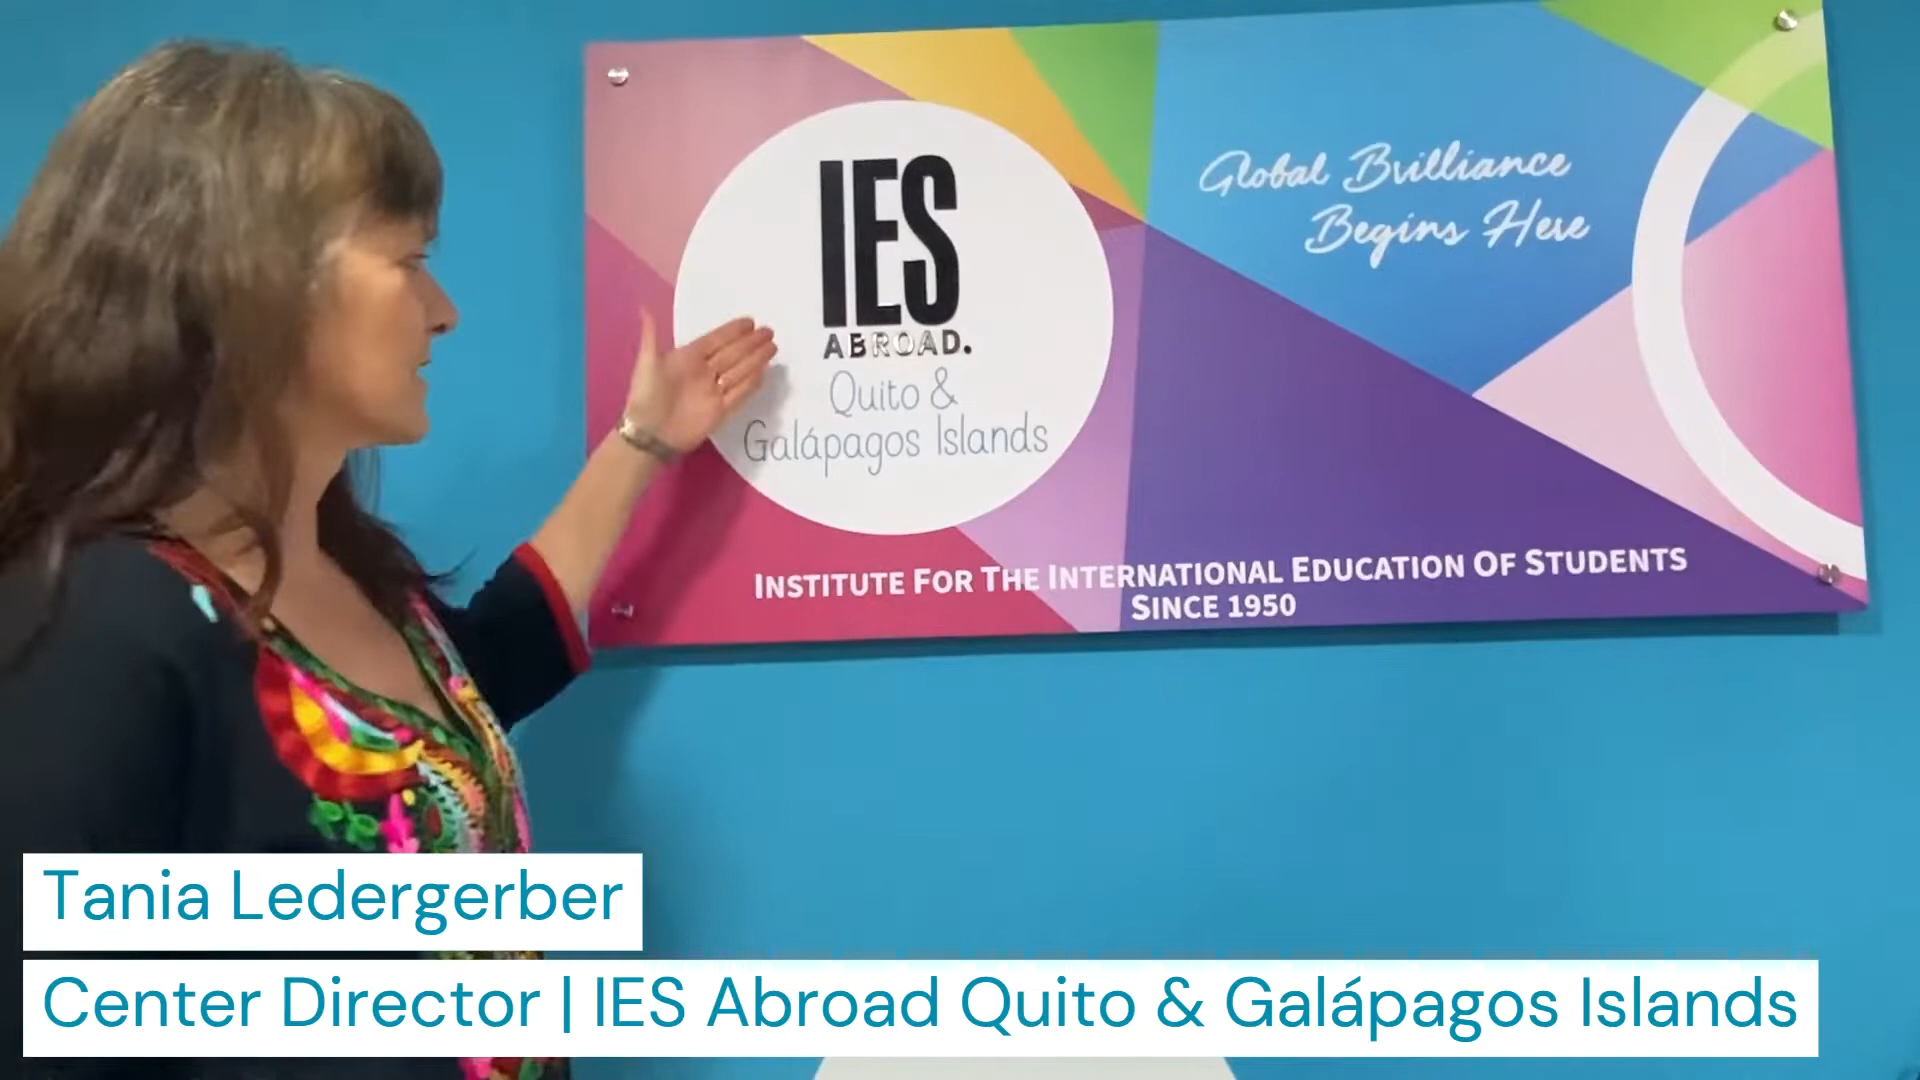 IES
ABROAD.
Quito &
Galápagos Islands
Global Brilliance
Begins Here
INSTITUTE FOR THE INTERNATIONAL EDUCATION OF STUDENTS
SINCE 1950
Tania Ledergerber
Center Director | IES Abroad Quito & Galápagos Islands